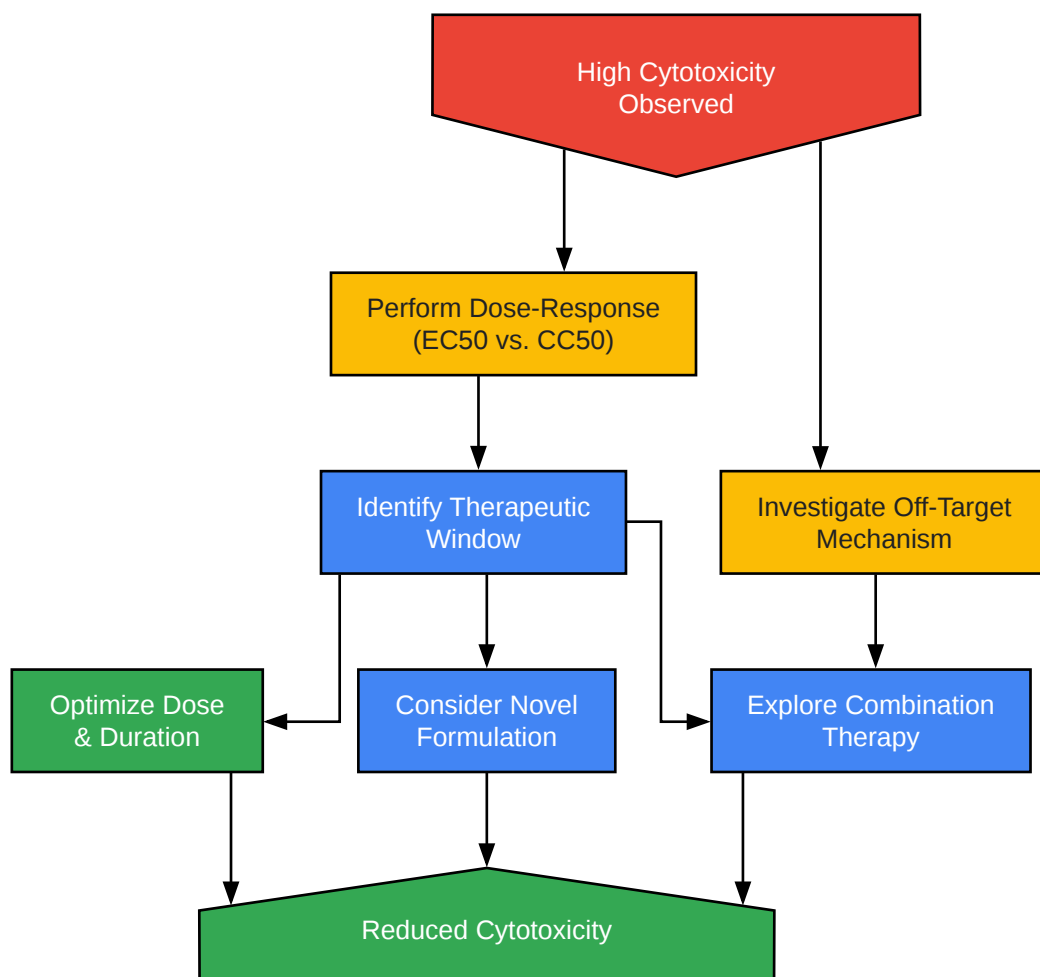 High Cytotoxicity
Observed
Perform Dose-Response
(EC50 vs. CC50)
Identify Therapeutic
Window
Investigate Off-Target
Mechanism
Optimize Dose
& Duration
Consider Novel
Formulation
Explore Combination
Therapy
Reduced Cytotoxicity